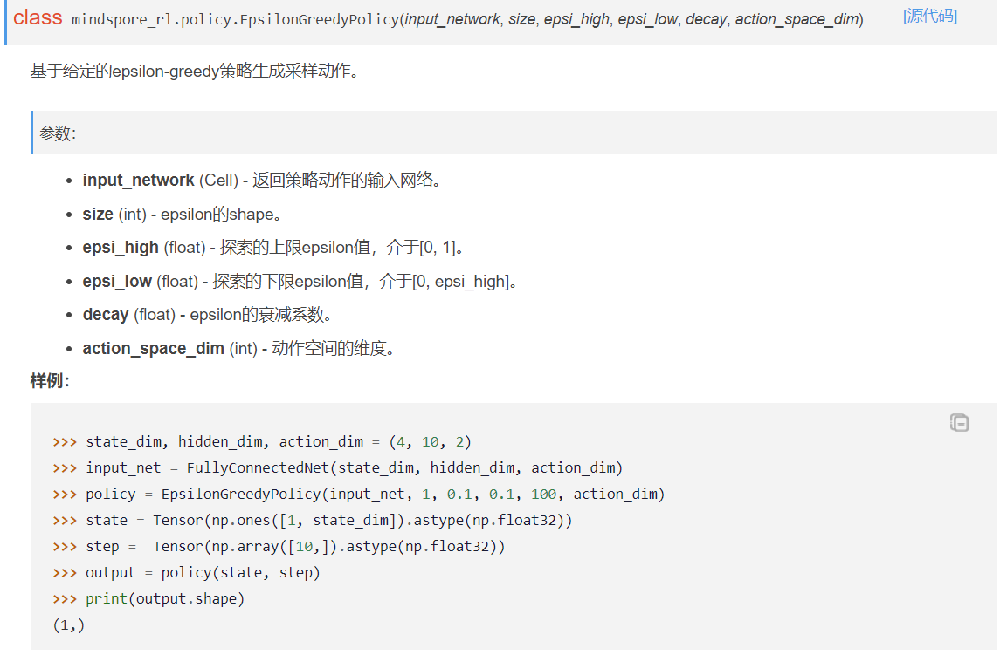 class mindspore_rl.policy.EpsilonGreedyPolicy(input_network, size, epsi_high, epsi_low, decay, action_space_dim) [源代码]
基于给定的epsilon-greedy策略生成采样动作。
参数：
• input_network (Cell) - 返回策略动作的输入网络。
• size (int) - epsilon的shape。
• epsi_high (float) - 探索的上限epsilon值，介于[0, 1]。
• epsi_low (float) - 探索的下限epsilon值，介于[0, epsi_high]。
• decay (float) - epsilon的衰减系数。
• action_space_dim (int) - 动作空间的维度。
样例：
>>> state_dim, hidden_dim, action_dim = (4, 10, 2)
>>> input_net = FullyConnectedNet(state_dim, hidden_dim, action_dim)
>>> policy = EpsilonGreedyPolicy(input_net, 1, 0.1, 0.1, 100, action_dim)
>>> state = Tensor(np.ones([1, state_dim]).astype(np.float32))
>>> step =  Tensor(np.array([10,]).astype(np.float32))
>>> output = policy(state, step)
>>> print(output.shape)
(1,)